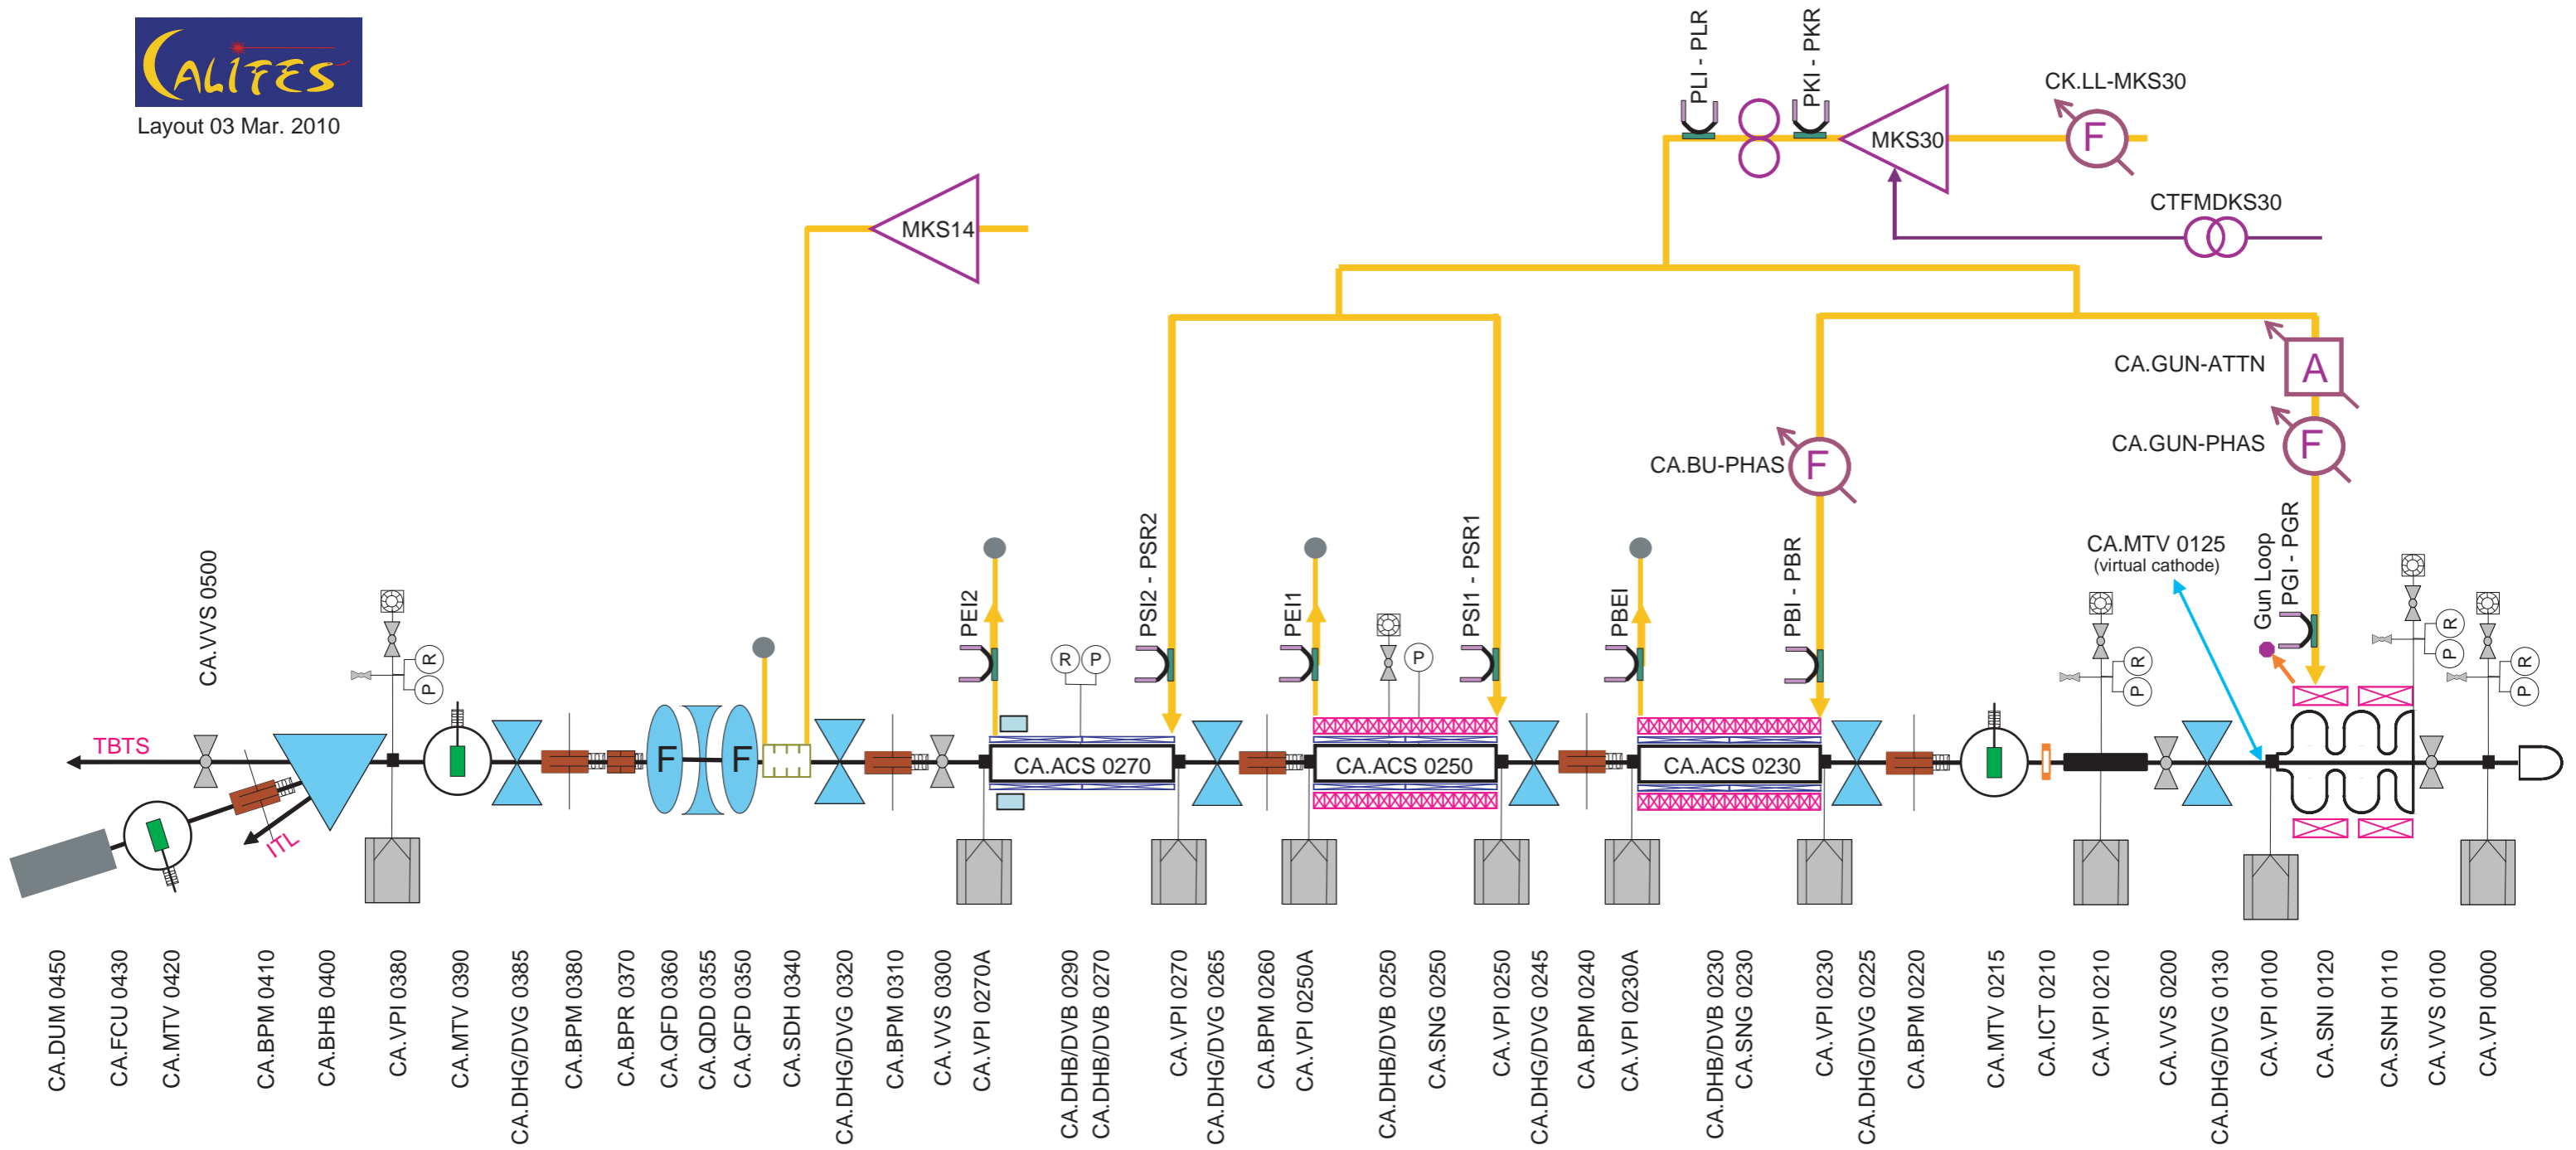 CALIFES
Layout 03 Mar. 2010
PLI - PLR
PKI - PKR
CK.LL-MKS30
MKS30
F
CTFMDKS30
MKS14
CA.GUN-ATTN
A
CA.GUN-PHAS
F
CA.BU-PHAS
F
CA.MTV 0125
(virtual cathode)
Gun Loop
PGI - PGR
CA.VVS 0500
PEI2
PSI2 - PSR2
PEI1
PSI1 - PSR1
PBEI
PBI - PBR
R
P
R
P
P
R
P
R
P
R
P
TBTS
ITL
F
F
CA.ACS 0270
CA.ACS 0250
CA.ACS 0230
CA.DUM 0450
CA.FCU 0430
CA.MTV 0420
CA.BPM 0410
CA.BHB 0400
CA.VPI 0380
CA.MTV 0390
CA.DHG/DVG 0385
CA.BPM 0380
CA.BPR 0370
CA.QFD 0360
CA.QDD 0355
CA.QFD 0350
CA.SDH 0340
CA.DHG/DVG 0320
CA.BPM 0310
CA.VVS 0300
CA.VPI 0270A
CA.DHB/DVB 0290
CA.DHB/DVB 0270
CA.VPI 0270
CA.DHG/DVG 0265
CA.BPM 0260
CA.VPI 0250A
CA.DHB/DVB 0250
CA.SNG 0250
CA.VPI 0250
CA.DHG/DVG 0245
CA.BPM 0240
CA.VPI 0230A
CA.DHB/DVB 0230
CA.SNG 0230
CA.VPI 0230
CA.DHG/DVG 0225
CA.BPM 0220
CA.MTV 0215
CA.ICT 0210
CA.VPI 0210
CA.VVS 0200
CA.DHG/DVG 0130
CA.VPI 0100
CA.SNI 0120
CA.SNH 0110
CA.VVS 0100
CA.VPI 0000